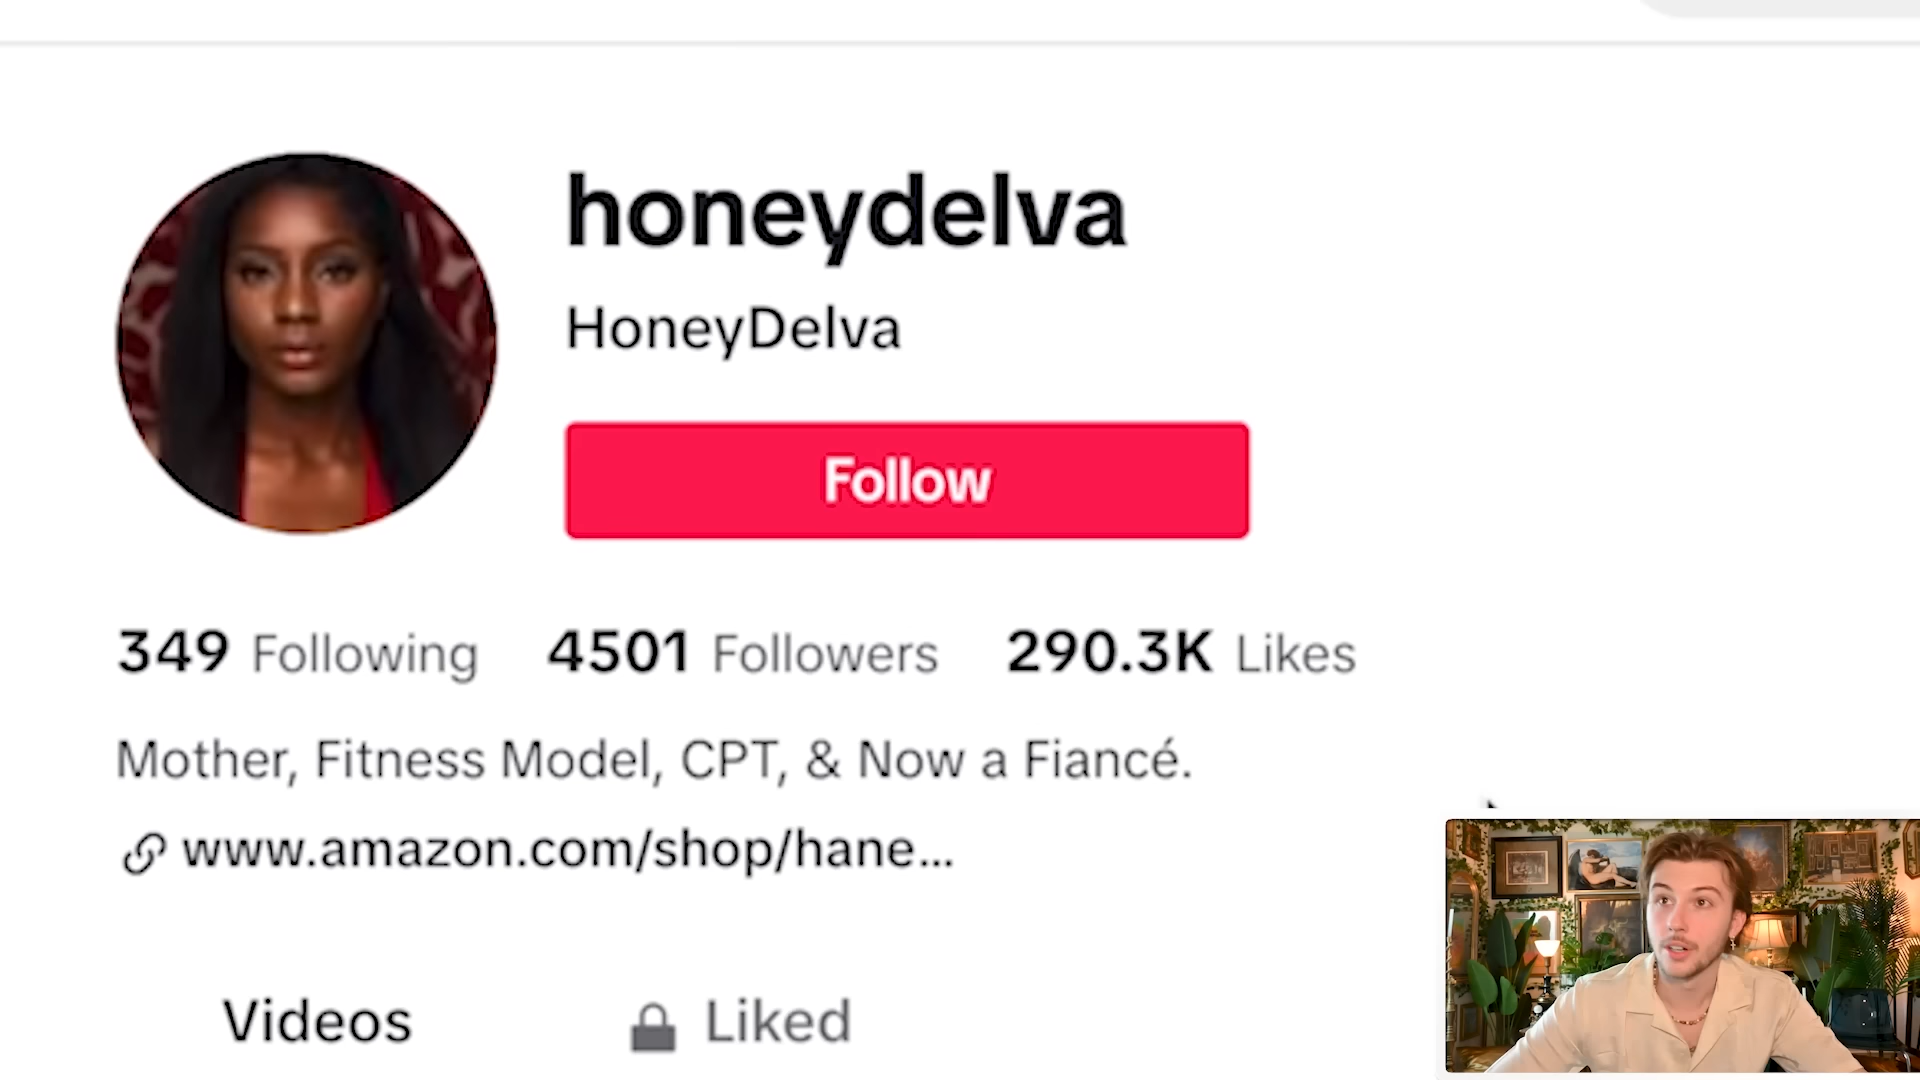 honeydelva
HoneyDelva
Follow
349 Following 4501 Followers 290.3K Likes
Mother, Fitness Model, CPT, & Now a Fiancé.
www.amazon.com/shop/hane...
Videos Liked